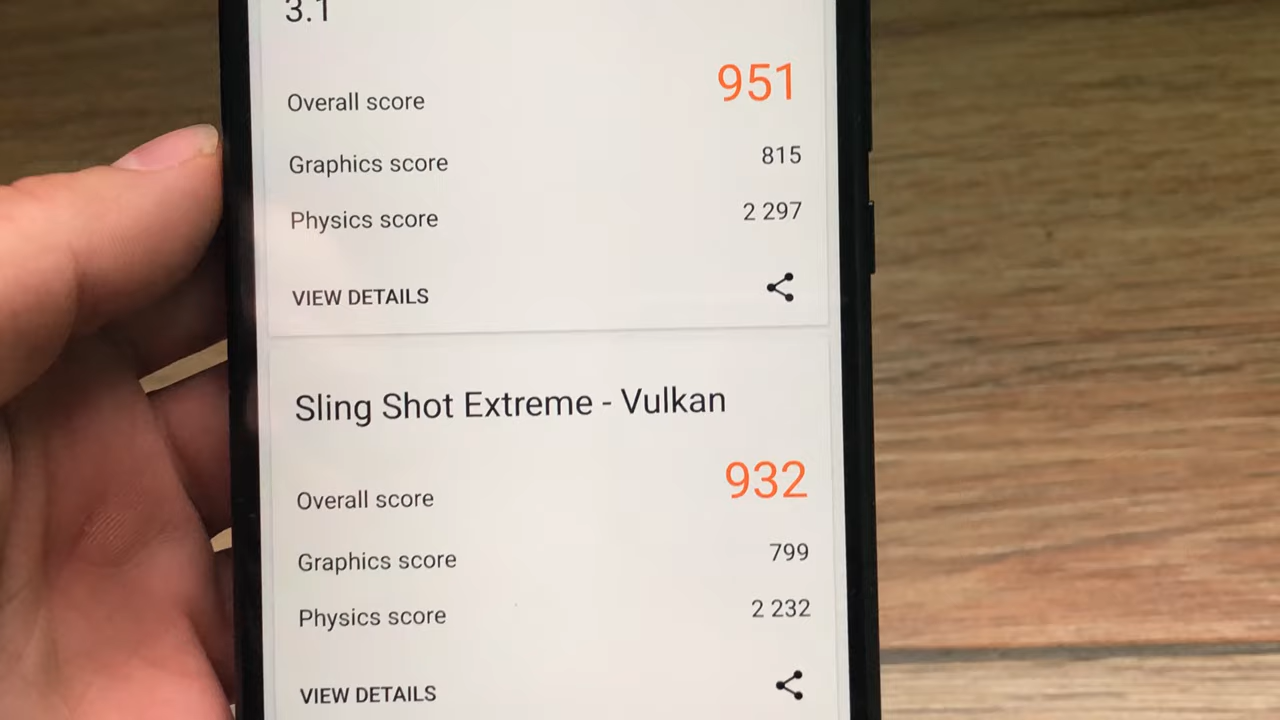 3.1
Overall score 951
Graphics score 815
Physics score 2 297
VIEW DETAILS
Sling Shot Extreme - Vulkan
Overall score 932
Graphics score 799
Physics score 2 232
VIEW DETAILS